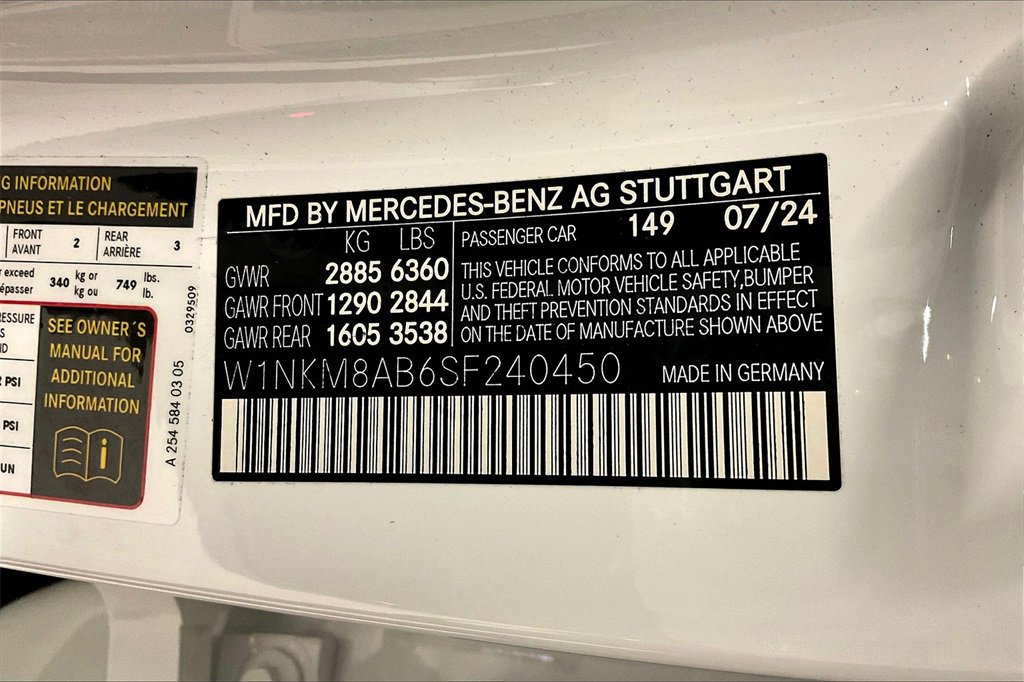 G INFORMATION
PNEUS ET LE CHARGEMENT
FRONT 2 REAR 3
AVANT ARRIÈRE
exceed 340 kg or 749 lbs.
kg ou lb.
SEE OWNER´S
MANUAL FOR
ADDITIONAL
INFORMATION
i
PSI
PSI
UN
0329509
A 254 584 03 05
MFD BY MERCEDES-BENZ AG STUTTGART
KG LBS
GVWR 2885 6360
GAWR FRONT 1290 2844
GAWR REAR 1605 3538
PASSENGER CAR 149 07/24
THIS VEHICLE CONFORMS TO ALL APPLICABLE
U.S. FEDERAL MOTOR VEHICLE SAFETY,BUMPER
AND THEFT PREVENTION STANDARDS IN EFFECT
ON THE DATE OF MANUFACTURE SHOWN ABOVE
W1NKM8AB6SF240450 MADE IN GERMANY